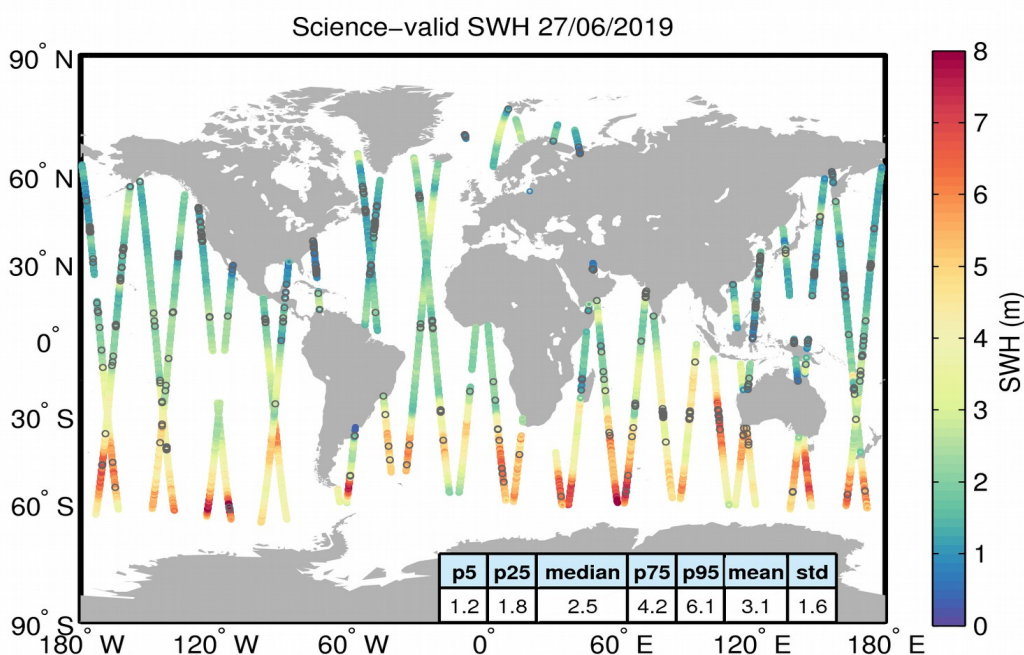 Science−valid SWH 27/06/2019
90° N
60° N
30° N
0°
30° S
60° S
90° S
180° W
120° W
60° W
0°
60° E
120° E
180° E
p5 p25 median p75 p95 mean std
1.2 1.8 2.5 4.2 6.1 3.1 1.6
8
7
6
5
4
3
2
1
0
SWH (m)